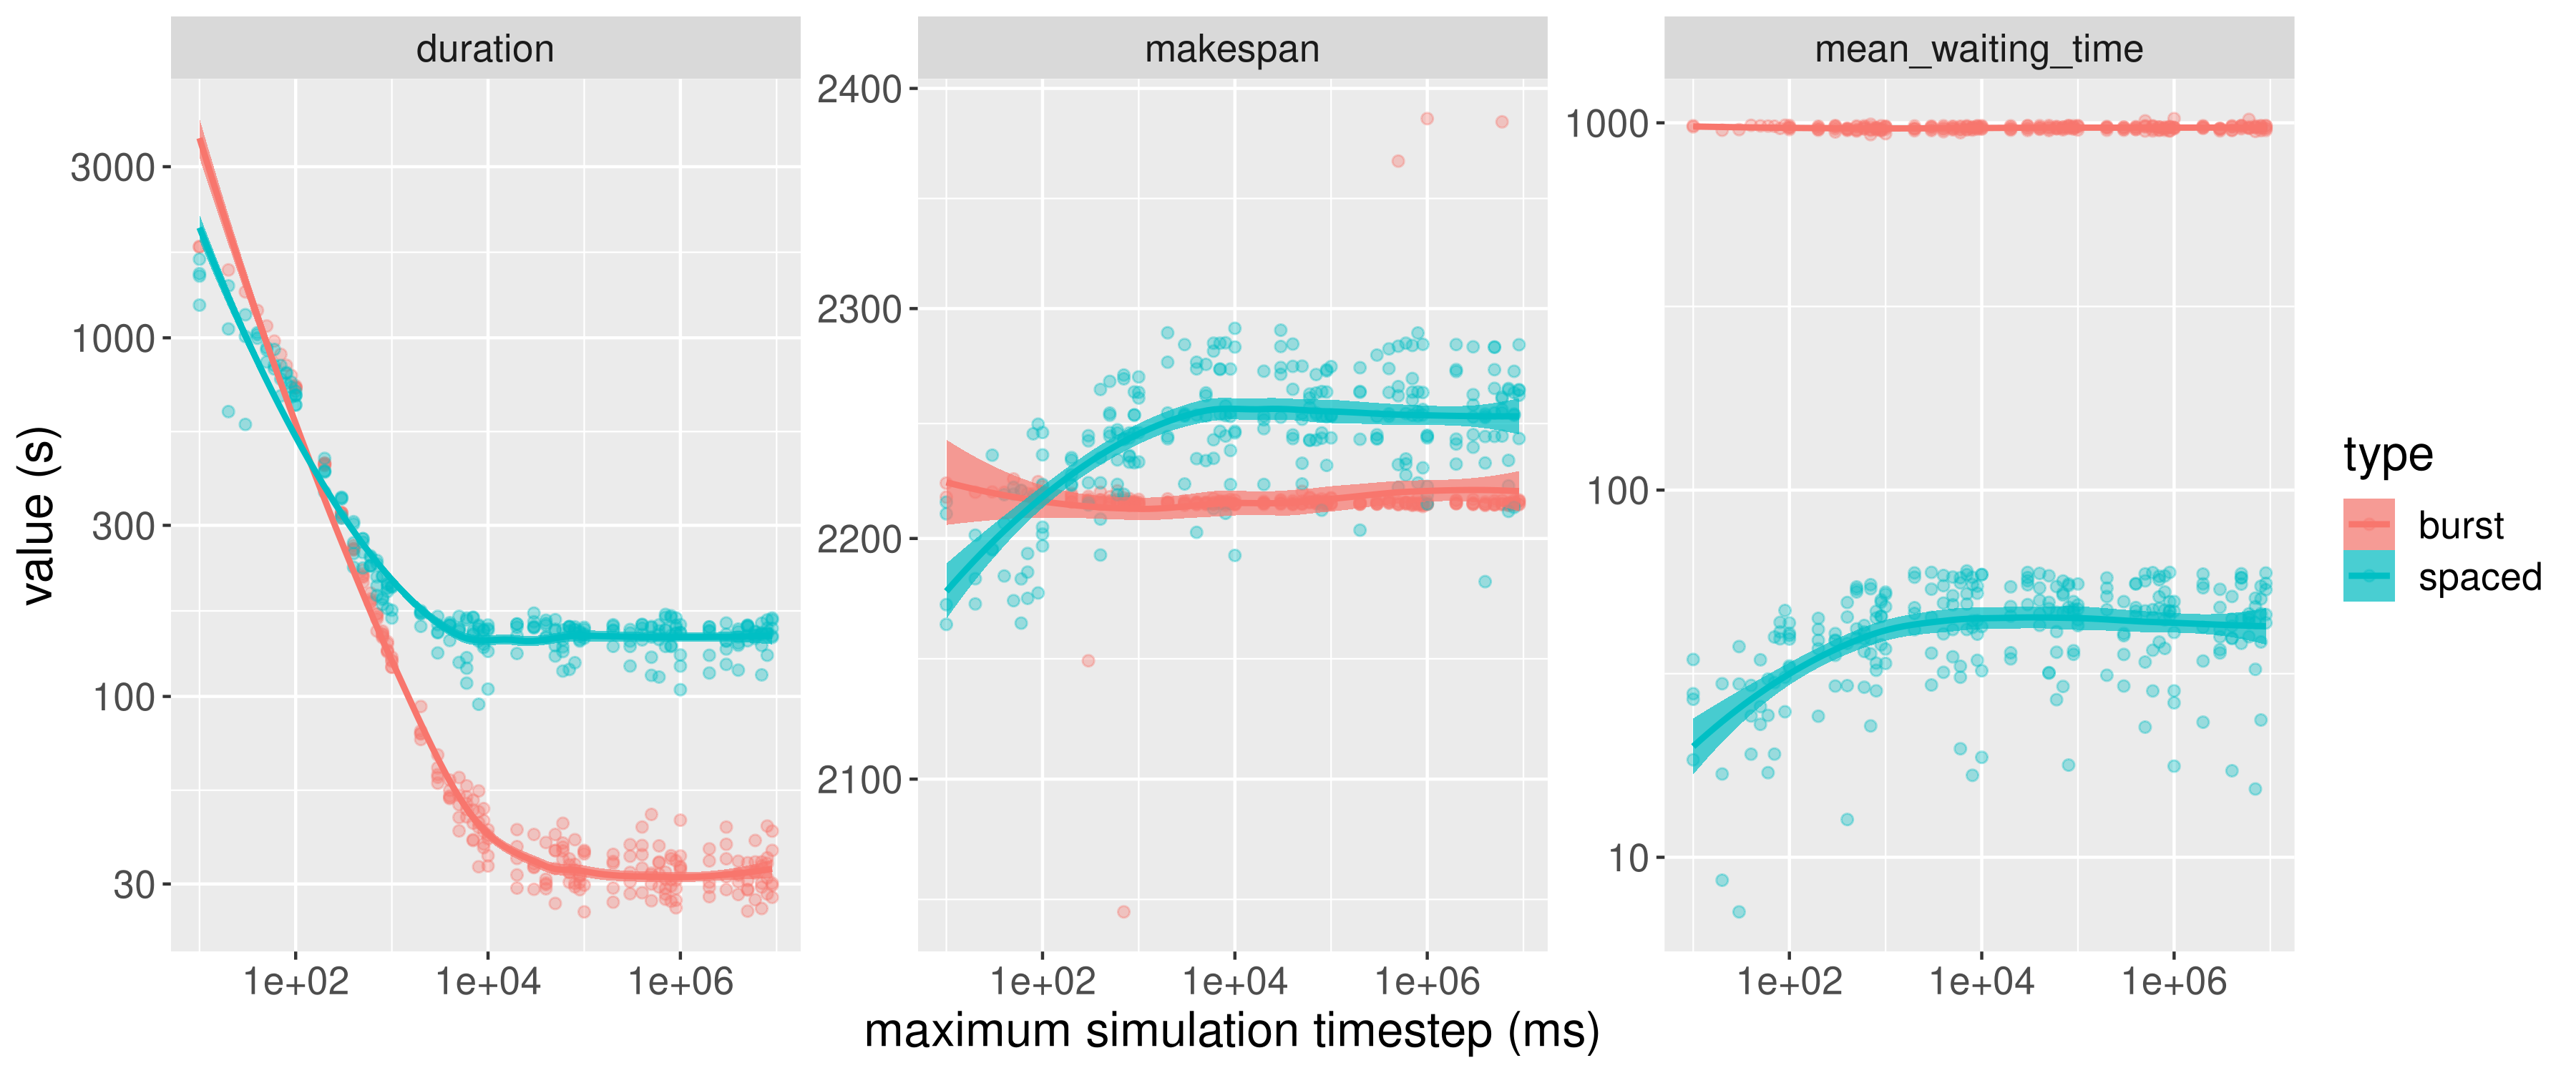 duration
makespan
mean_waiting_time
value (s)
3000
1000
300
100
30
2400
2300
2200
2100
1000
100
10
1e+02
1e+04
1e+06
1e+02
1e+04
1e+06
1e+02
1e+04
1e+06
maximum simulation timestep (ms)
type
burst
spaced